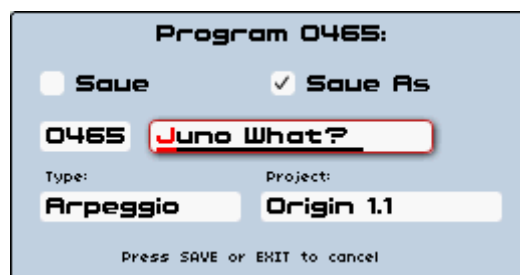 Program 0465:
Save Save As
0465 Juno What?
Type: Project:
Arpeggio Origin 1.1
Press SAVE or EXIT to cancel